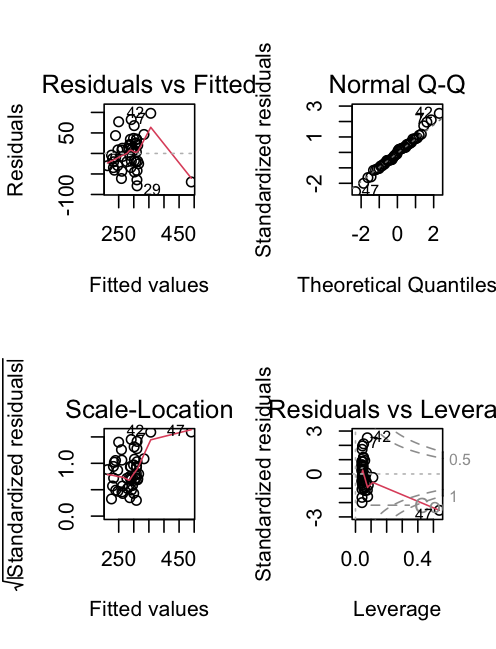 Residuals vs Fitted
Residuals
50
-100
42
7
29
250
450
Fitted values
Normal Q-Q
Standardized residuals
3
1
-2
42
7
47
-2
0
2
Theoretical Quantiles
Scale-Location
√|Standardized residuals|
1.0
0.0
42
47
250
450
Fitted values
Residuals vs Levera
Standardized residuals
3
0
-3
42
7
47
0.5
1
0.0
0.4
Leverage